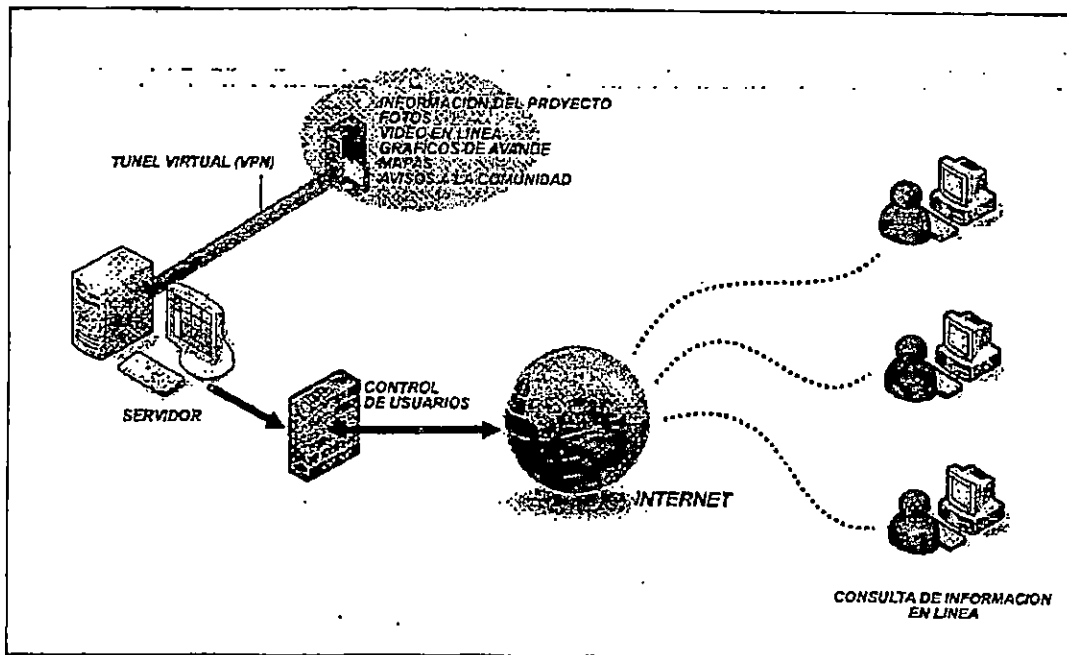 INFORMACION DEL PROYECTO
FOTOS
VIDEO EN LINEA
GRAFICOS DE AVANDE
MAPAS
AVISOS A LA COMUNIDAD
TUNEL VIRTUAL (VPN)
SERVIDOR
CONTROL
DE USUARIOS
INTERNET
CONSULTA DE INFORMACION
EN LINEA